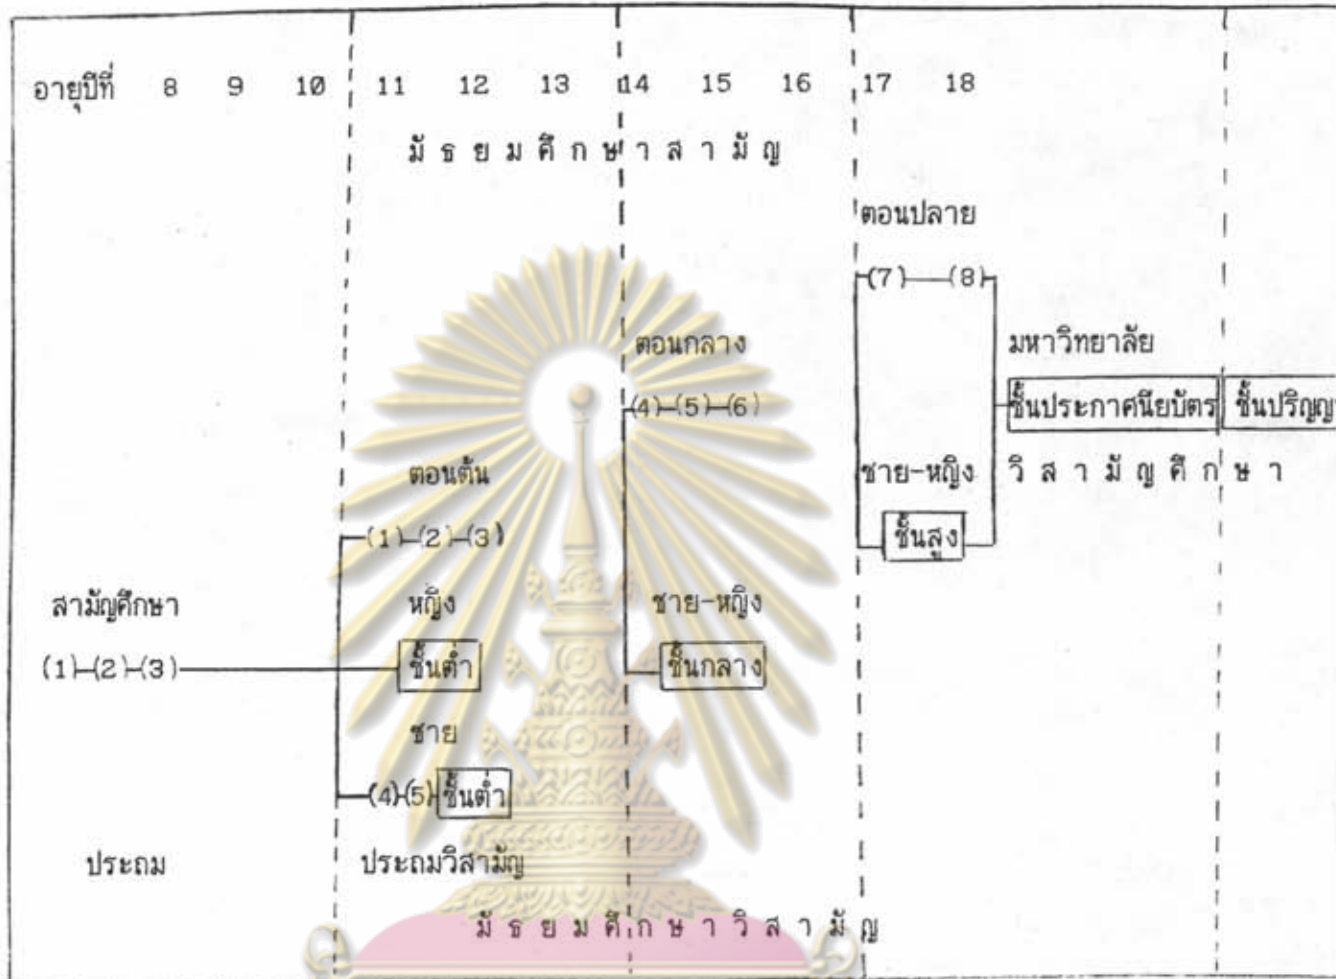 อายุปีที่ 8 9 10 11 12 13 14 15 16 17 18
มัธยมศึกษาสามัญ
ตอนปลาย
(7) (8)
ตอนกลาง
มหาวิทยาลัย
(4)-(5)-(6)
ชั้นประกาศนียบัตร ชั้นปริญญา
ตอนต้น
ชาย-หญิง วิสามัญศึกษา
(1)-(2)-(3)
ชั้นสูง
สามัญศึกษา หญิง ชาย-หญิง
(1)-(2)-(3) ชั้นต่ำ ชั้นกลาง
ชาย
(4)-(5) ชั้นต่ำ
ประถม ประถมวิสามัญ
มัธยมศึกษาวิสามัญ